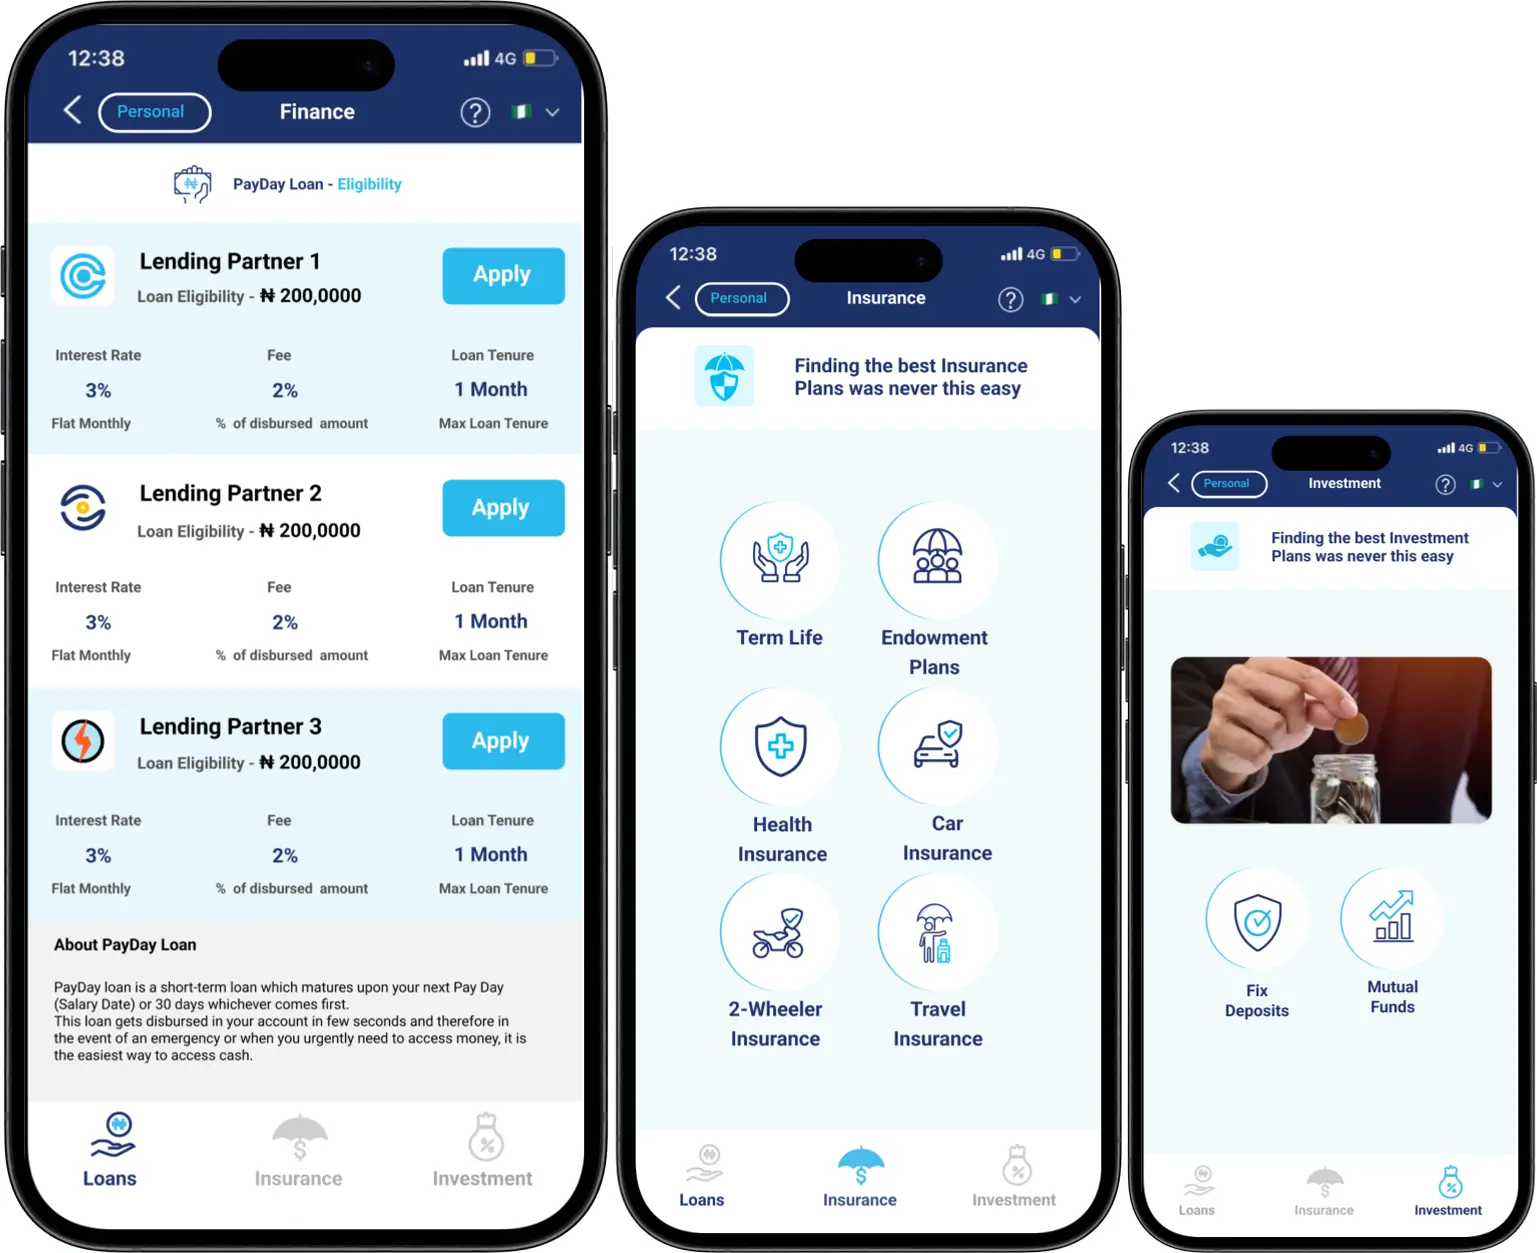 12:38
4G
Personal
Finance
?
PayDay Loan - Eligibility
Lending Partner 1
Loan Eligibility - ₦ 200,0000
Apply
Interest Rate Fee Loan Tenure
3% 2% 1 Month
Flat Monthly % of disbursed amount Max Loan Tenure
Lending Partner 2
Loan Eligibility - ₦ 200,0000
Apply
Interest Rate Fee Loan Tenure
3% 2% 1 Month
Flat Monthly % of disbursed amount Max Loan Tenure
Lending Partner 3
Loan Eligibility - ₦ 200,0000
Apply
Interest Rate Fee Loan Tenure
3% 2% 1 Month
Flat Monthly % of disbursed amount Max Loan Tenure
About PayDay Loan
PayDay loan is a short-term loan which matures upon your next Pay Day
(Salary Date) or 30 days whichever comes first.
This loan gets disbursed in your account in few seconds and therefore in
the event of an emergency or when you urgently need to access money, it is
the easiest way to access cash.
Loans Insurance Investment
12:38
4G
Personal
Insurance
?
Finding the best Insurance
Plans was never this easy
Term Life
Endowment
Plans
Health
Insurance
Car
Insurance
2-Wheeler
Insurance
Travel
Insurance
Loans Insurance Investment
12:38
4G
Personal
Investment
?
Finding the best Investment
Plans was never this easy
Fix
Deposits
Mutual
Funds
Loans Insurance Investment